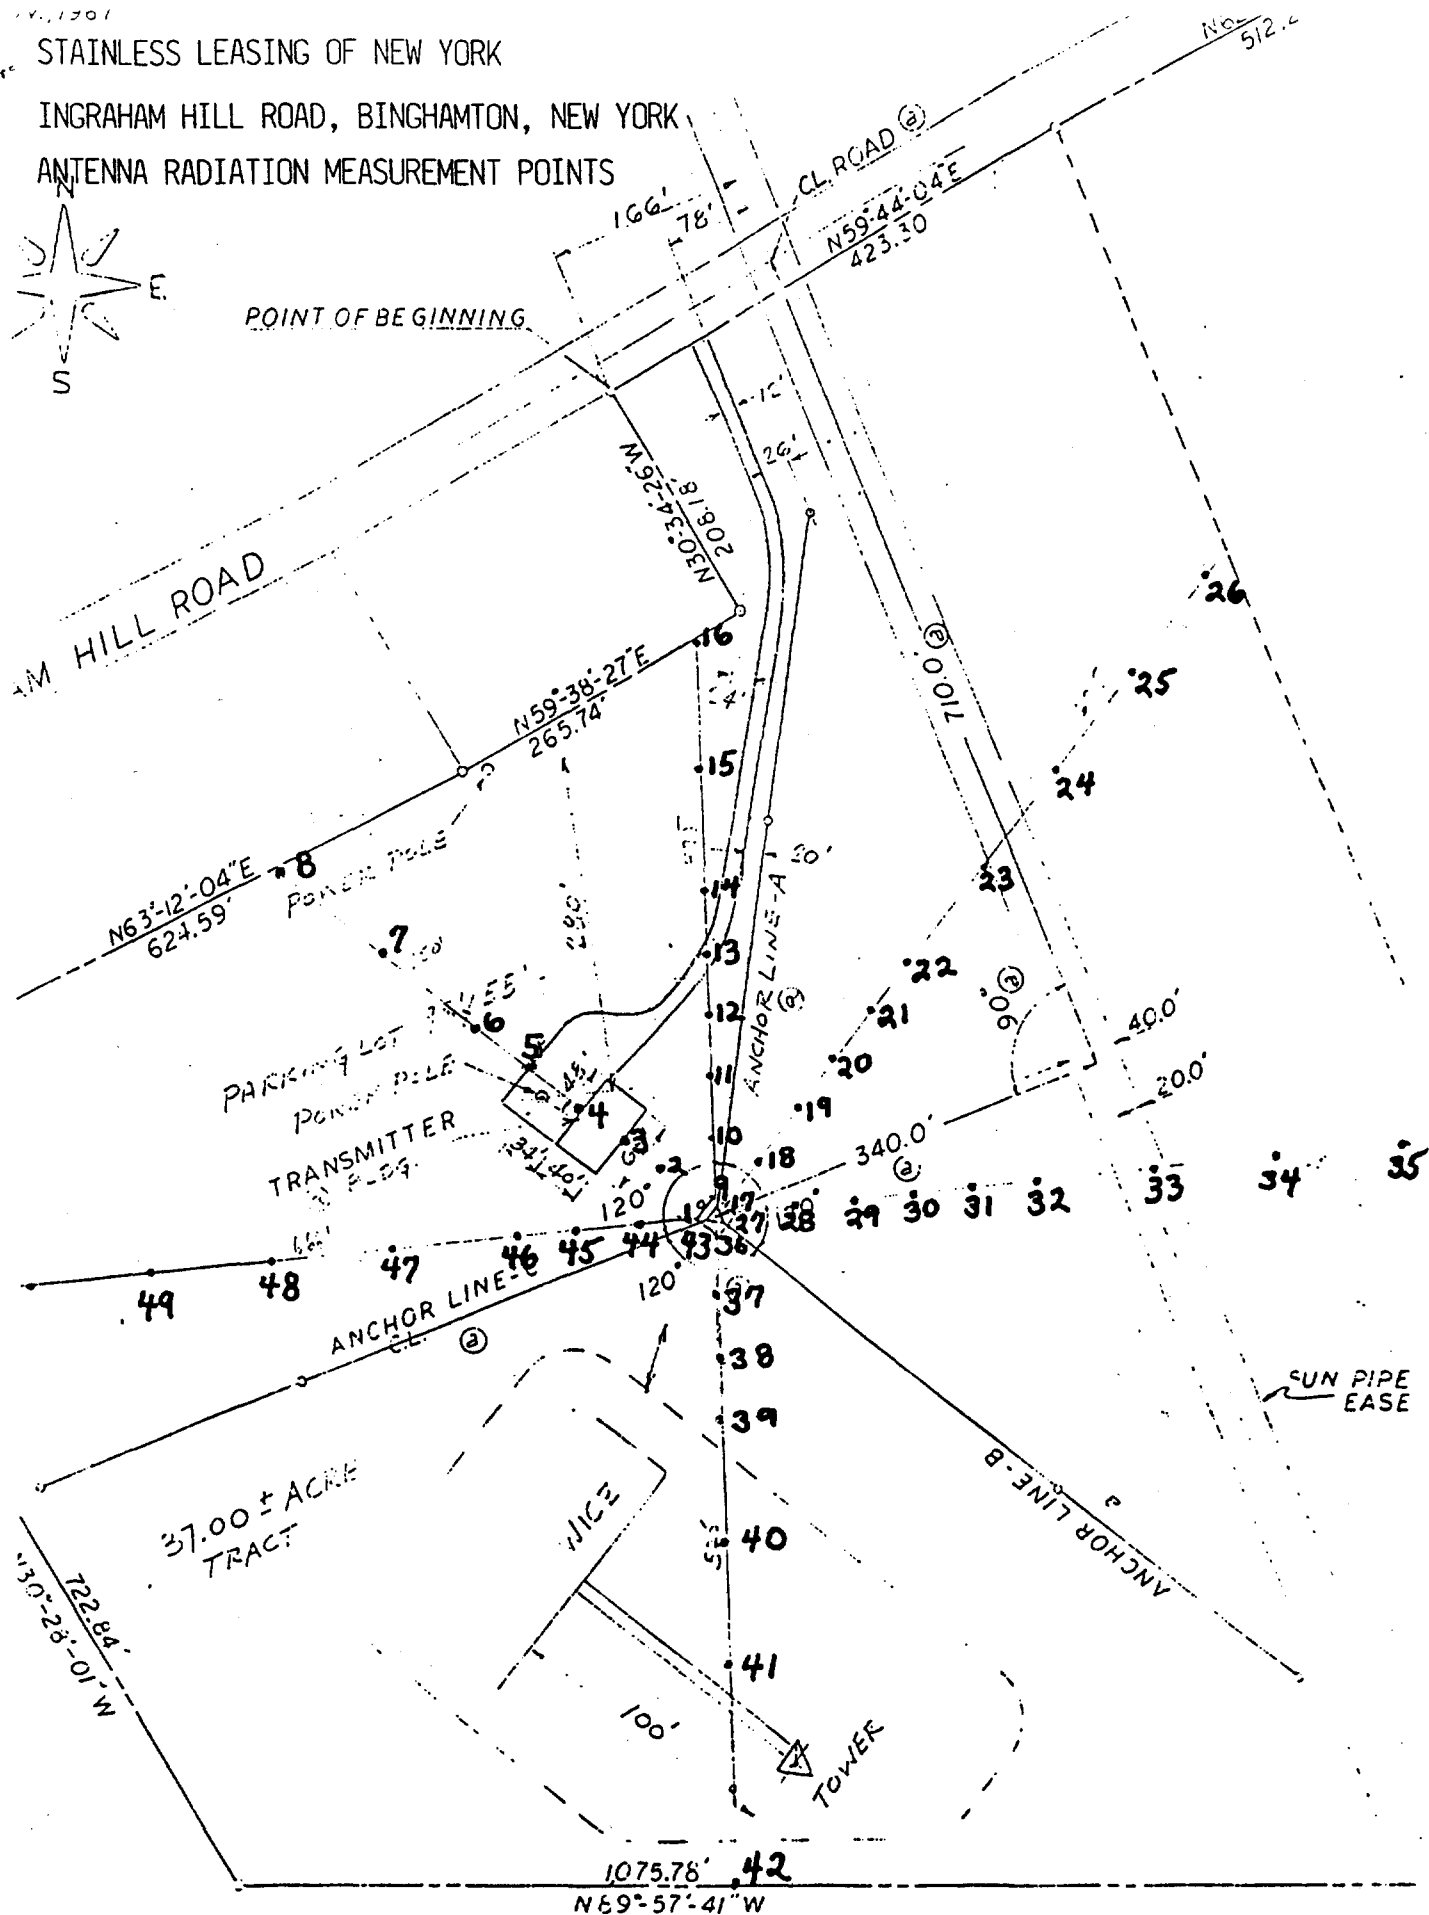 STAINLESS LEASING OF NEW YORK
INGRAHAM HILL ROAD, BINGHAMTON, NEW YORK
ANTENNA RADIATION MEASUREMENT POINTS
N
E.
S
512.
166'
78'
CL. ROAD (a)
N59°-44'-04"E
423.30
POINT OF BEGINNING
12'
26'
N30°-34'-26"W
208.18'
HILL ROAD
N59°-38'-27"E
265.74'
710.0' (e)
16
26
25
15
24
POWER POLE
8
N63°-12'-04"E
624.59'
280'
14
20'
23
ANCHOR LINE-A
(a)
7
13
22
90° (e)
6
12
21
40.0'
PARKING LOT
5
POWER POLE
45'
20
11
20.0'
4
19
TRANSMITTER
BLDG.
3
10
340.0'
(a)
2
18
35
34
33
120°
9
17
1
27
28
29
30
31
32
49
48
47
46
45
44
43
36
120°
37
ANCHOR LINE-C
C.L. (a)
38
39
SUN PIPE
EASE
ANCHOR LINE-B
37.00 ± ACRE
TRACT
40
722.84'
N30°-28'-01"W
41
100'
TOWER
1,075.78'
42
N89°-57'-41"W